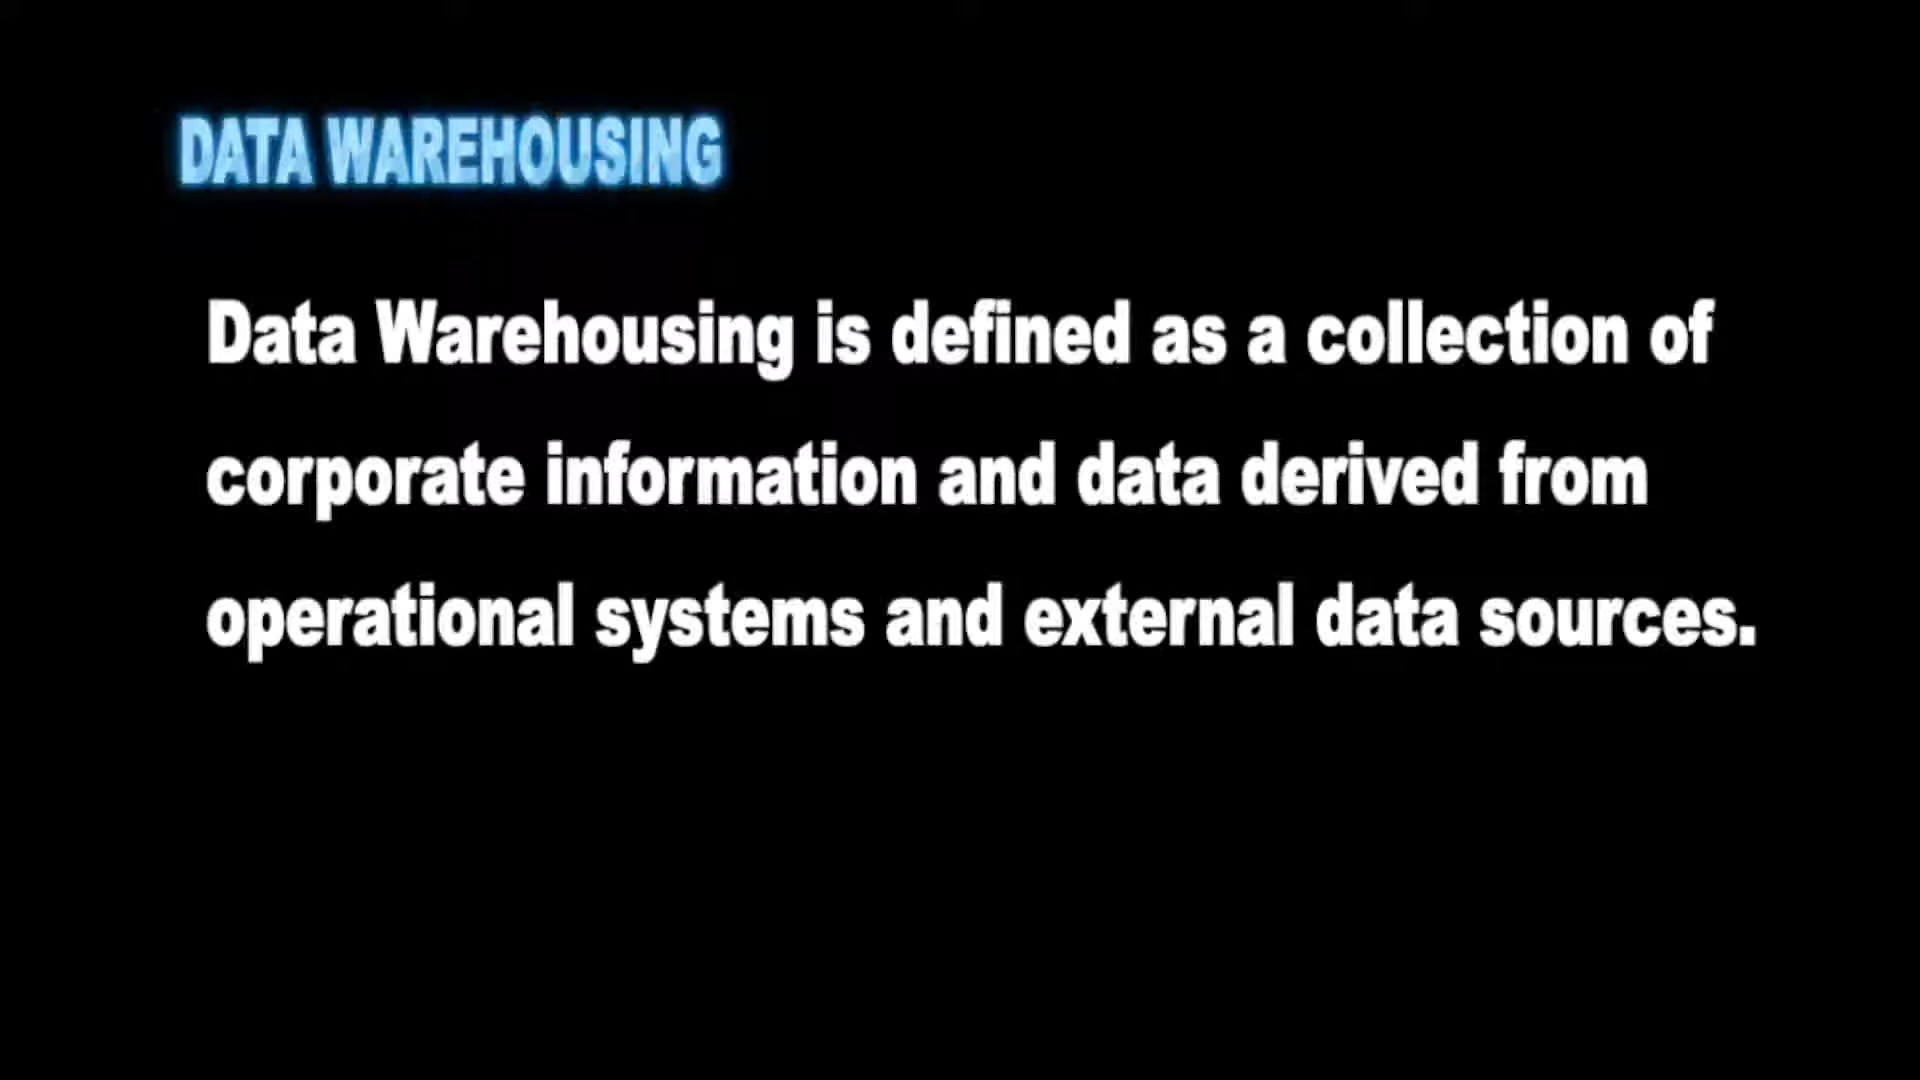 DATA WAREHOUSING
Data Warehousing is defined as a collection of
corporate information and data derived from
operational systems and external data sources.